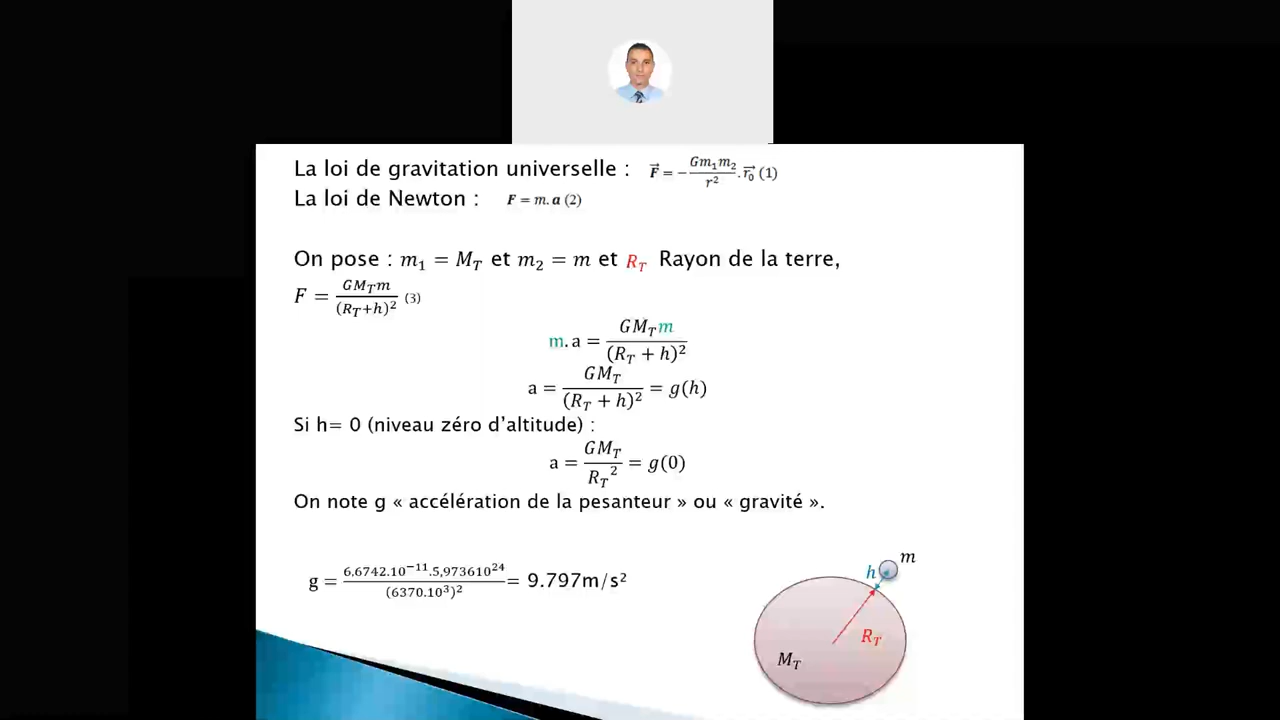 La loi de gravitation universelle : F⃗ = −Gm₁m₂/r² . r₀⃗ (1)
La loi de Newton : F = m. a (2)
On pose : m₁ = M_T et m₂ = m et R_T Rayon de la terre,
F = GM_Tm/(R_T+h)² (3)
m. a = GM_Tm/(R_T + h)²
a = GM_T/(R_T + h)² = g(h)
Si h= 0 (niveau zéro d’altitude) :
a = GM_T/R_T² = g(0)
On note g « accélération de la pesanteur » ou « gravité ».
g = 6,6742.10⁻¹¹.5,973610²⁴/(6370.10³)² = 9.797m/s²
m
h
R_T
M_T